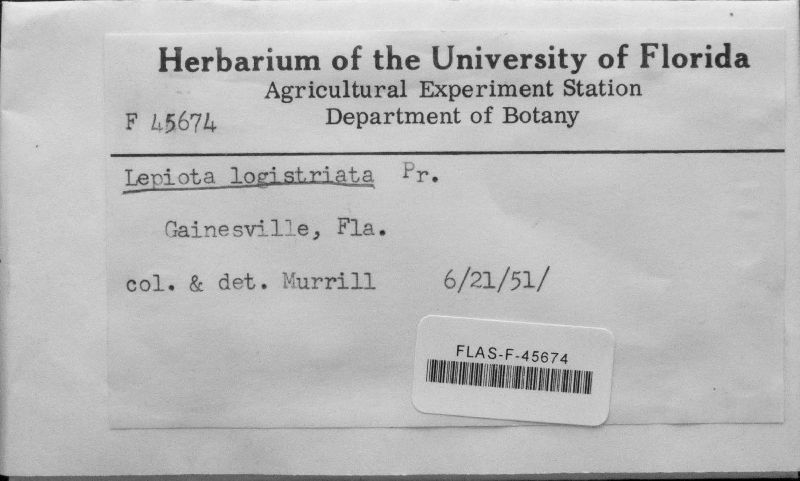 Herbarium of the University of Florida
Agricultural Experiment Station
Department of Botany
F 45674
Lepiota logistriata Pr.
Gainesville, Fla.
col. & det. Murrill 6/21/51/
FLAS-F-45674